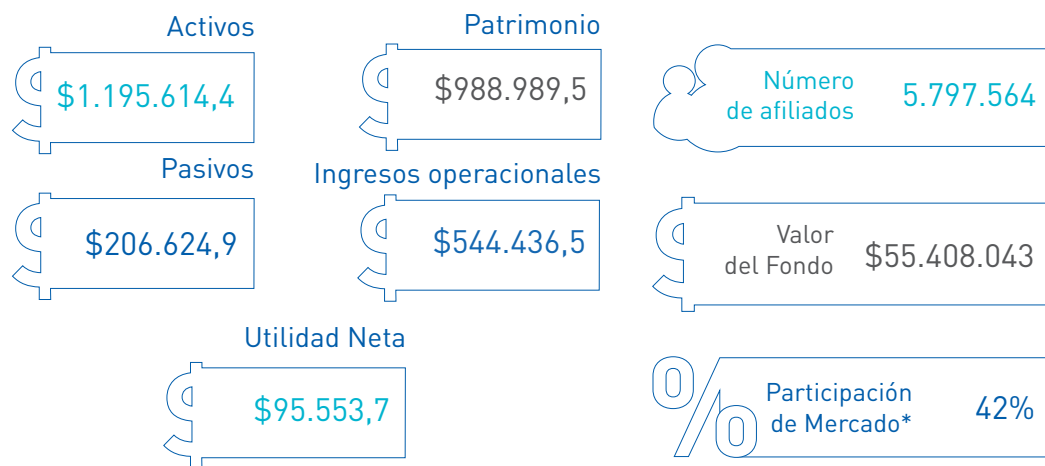 Activos
$1.195.614,4
Patrimonio
$988.989,5
Pasivos
$206.624,9
Ingresos operacionales
$544.436,5
Utilidad Neta
$95.553,7
Número
de afiliados
5.797.564
Valor
del Fondo
$55.408.043
%
Participación
de Mercado*
42%